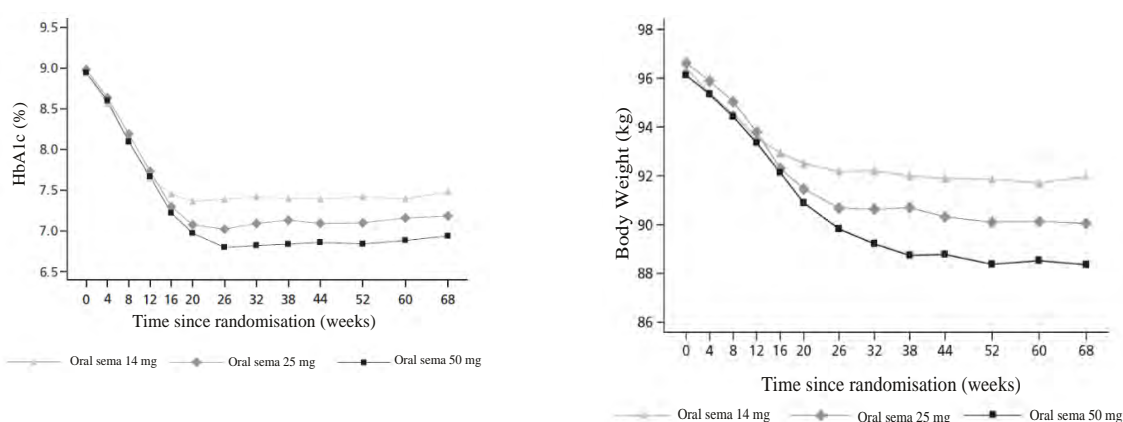 9.5
9.0
8.5
8.0
7.5
7.0
6.5
HbA1c (%)
0 4 8 12 16 20 26 32 38 44 52 60 68
Time since randomisation (weeks)
Oral sema 14 mg Oral sema 25 mg Oral sema 50 mg
98
96
94
92
90
88
86
Body Weight (kg)
0 4 8 12 16 20 26 32 38 44 52 60 68
Time since randomisation (weeks)
Oral sema 14 mg Oral sema 25 mg Oral sema 50 mg